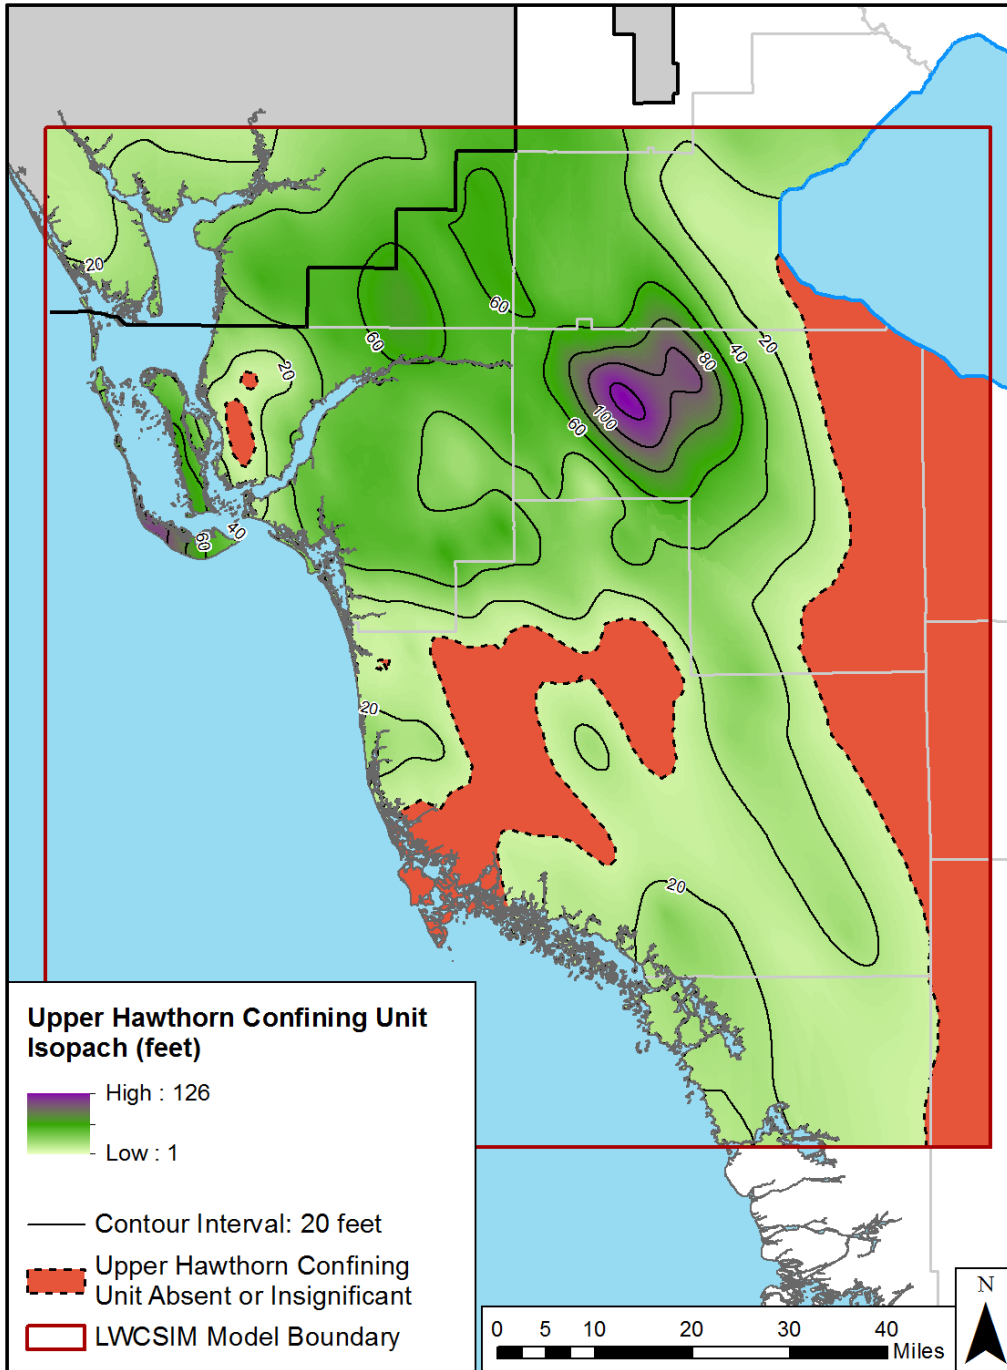 20
60
60
20
80
40
20
100
60
60
40
20
20
Upper Hawthorn Confining Unit
Isopach (feet)
High : 126
Low : 1
Contour Interval: 20 feet
Upper Hawthorn Confining
Unit Absent or Insignificant
LWCSIM Model Boundary
N
0 5 10 20 30 40
Miles